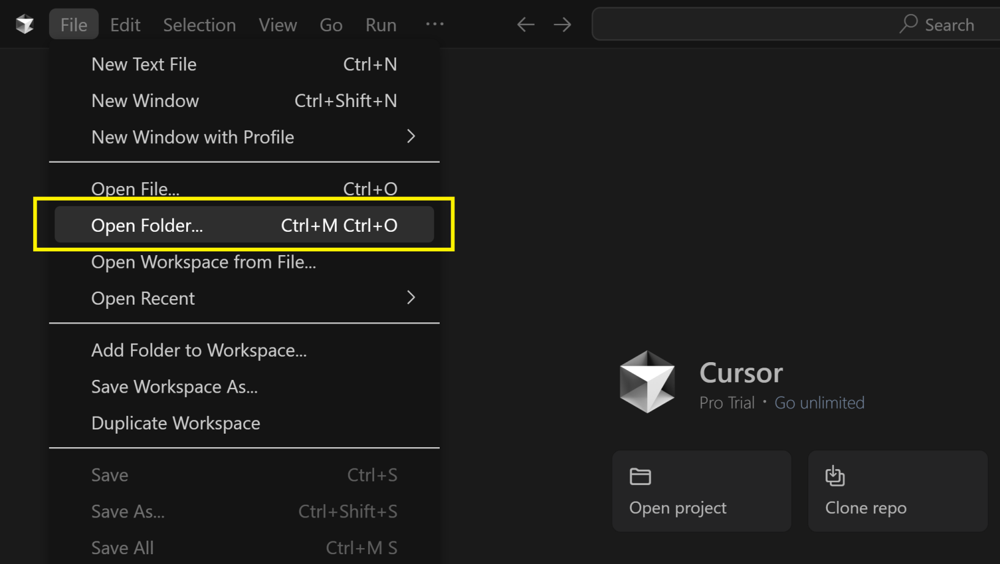 File Edit Selection View Go Run ··· Search
New Text File Ctrl+N
New Window Ctrl+Shift+N
New Window with Profile
Open File... Ctrl+O
Open Folder... Ctrl+M Ctrl+O
Open Workspace from File...
Open Recent
Add Folder to Workspace...
Save Workspace As...
Duplicate Workspace
Save Ctrl+S
Save As... Ctrl+Shift+S
Save All Ctrl+M S
Cursor
Pro Trial • Go unlimited
Open project
Clone repo